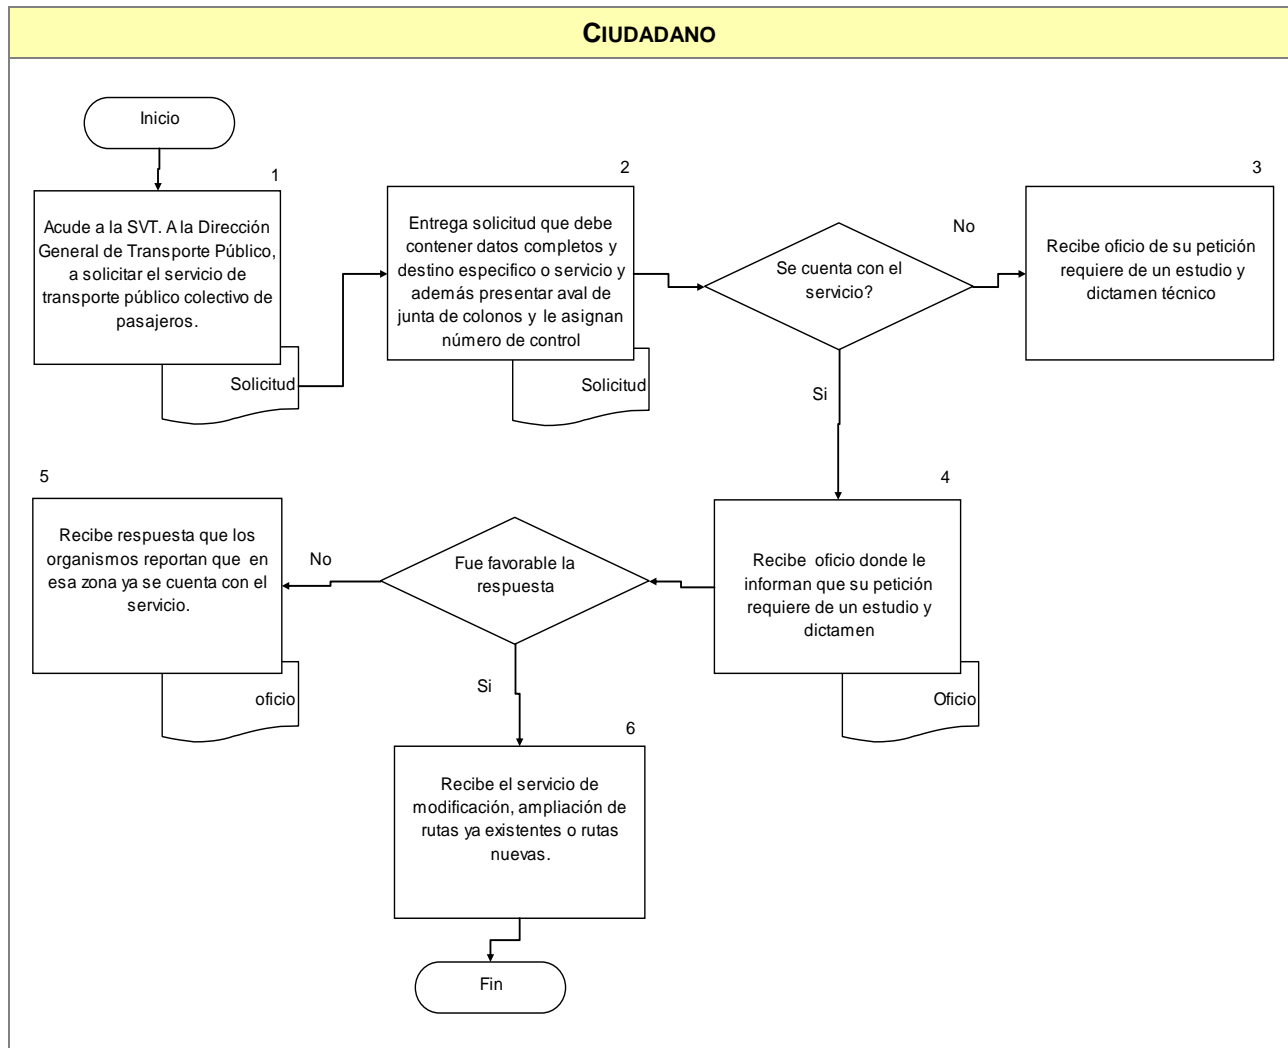 CIUDADANO
Inicio
1
Acude a la SVT. A la Dirección
General de Transporte Público,
a solicitar el servicio de
transporte público colectivo de
pasajeros.
Solicitud
2
Entrega solicitud que debe
contener datos completos y
destino especifico o servicio y
además presentar aval de
junta de colonos y le asignan
número de control
Solicitud
Se cuenta con el
servicio?
No
Si
3
Recibe oficio de su petición
requiere de un estudio y
dictamen técnico
4
Recibe oficio donde le
informan que su petición
requiere de un estudio y
dictamen
Oficio
Fue favorable la
respuesta
No
Si
5
Recibe respuesta que los
organismos reportan que en
esa zona ya se cuenta con el
servicio.
oficio
6
Recibe el servicio de
modificación, ampliación de
rutas ya existentes o rutas
nuevas.
Fin